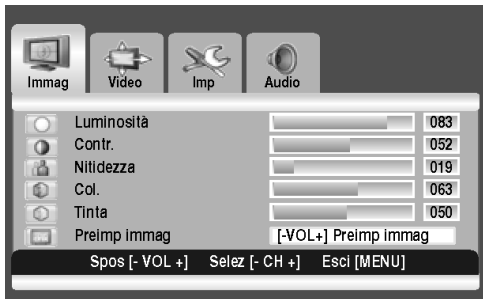 Immag Video Imp Audio
Luminosità 083
Contr. 052
Nitidezza 019
Col. 063
Tinta 050
Preimp immag [-VOL+] Preimp immag
Spos [- VOL +] Selez [- CH +] Esci [MENU]